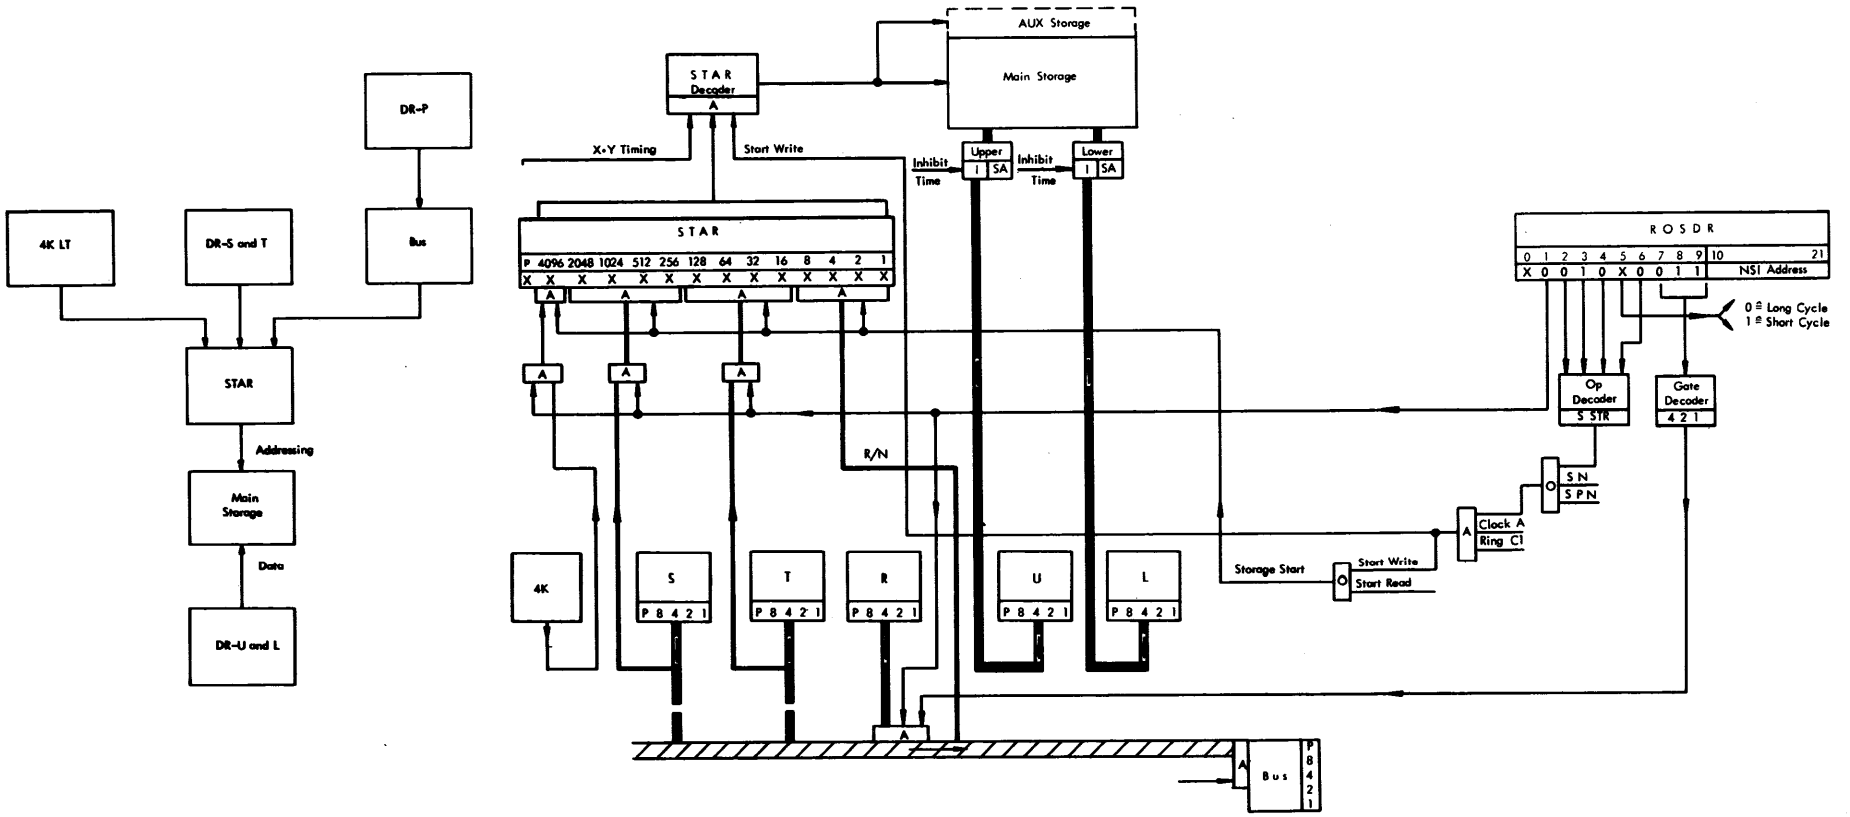 DR-P
4K LT
DR-S and T
Bus
STAR
Addressing
Main
Storage
Data
DR-U and L
AUX Storage
Main Storage
S T A R
Decoder
A
X•Y Timing
Start Write
Upper
I SA
Inhibit
Time
Lower
I SA
Inhibit
Time
S T A R
P 4096 2048 1024 512 256 128 64 32 16 8 4 2 1
X X X X X X X X X X X X X X
A A A A
A A A
R/N
4K
S
P 8 4 2 1
T
P 8 4 2 1
R
P 8 4 2 1
U
P 8 4 2 1
L
P 8 4 2 1
A
A
Bus
P
8
4
2
1
R O S D R
0 1 2 3 4 5 6 7 8 9 10 21
X 0 0 1 0 X 0 0 1 1 NSI Address
0 ≘ Long Cycle
1 ≘ Short Cycle
Op
Decoder
S STR
Gate
Decoder
4 2 1
O
S N
S P N
A
Clock A
Ring C1
Storage Start
O
Start Write
Start Read